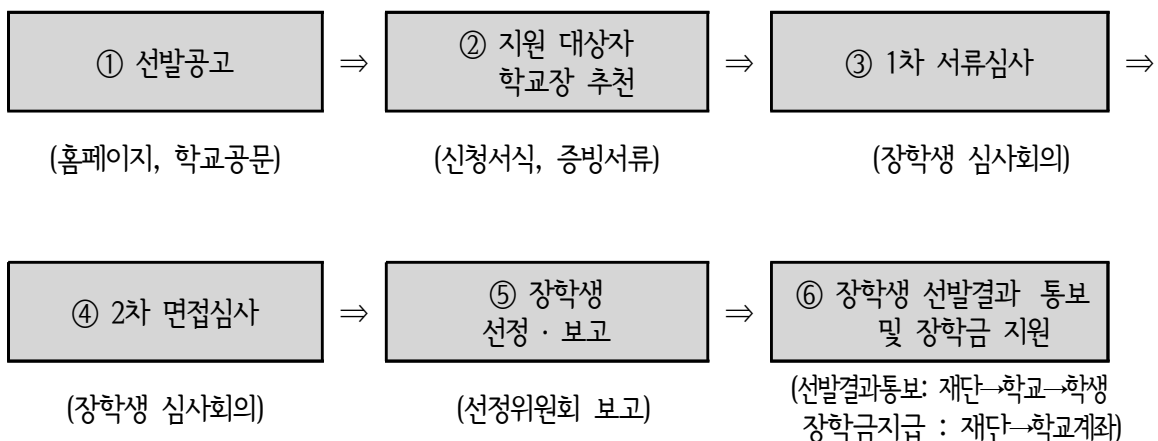 ① 선발공고 ⇒ ② 지원 대상자 학교장 추천 ⇒ ③ 1차 서류심사 ⇒
(홈페이지, 학교공문) (신청서식, 증빙서류) (장학생 심사회의)
④ 2차 면접심사 ⇒ ⑤ 장학생 선정 · 보고 ⇒ ⑥ 장학생 선발결과 통보 및 장학금 지원
(장학생 심사회의) (선정위원회 보고) (선발결과통보: 재단→학교→학생
장학금지급 : 재단→학교계좌)